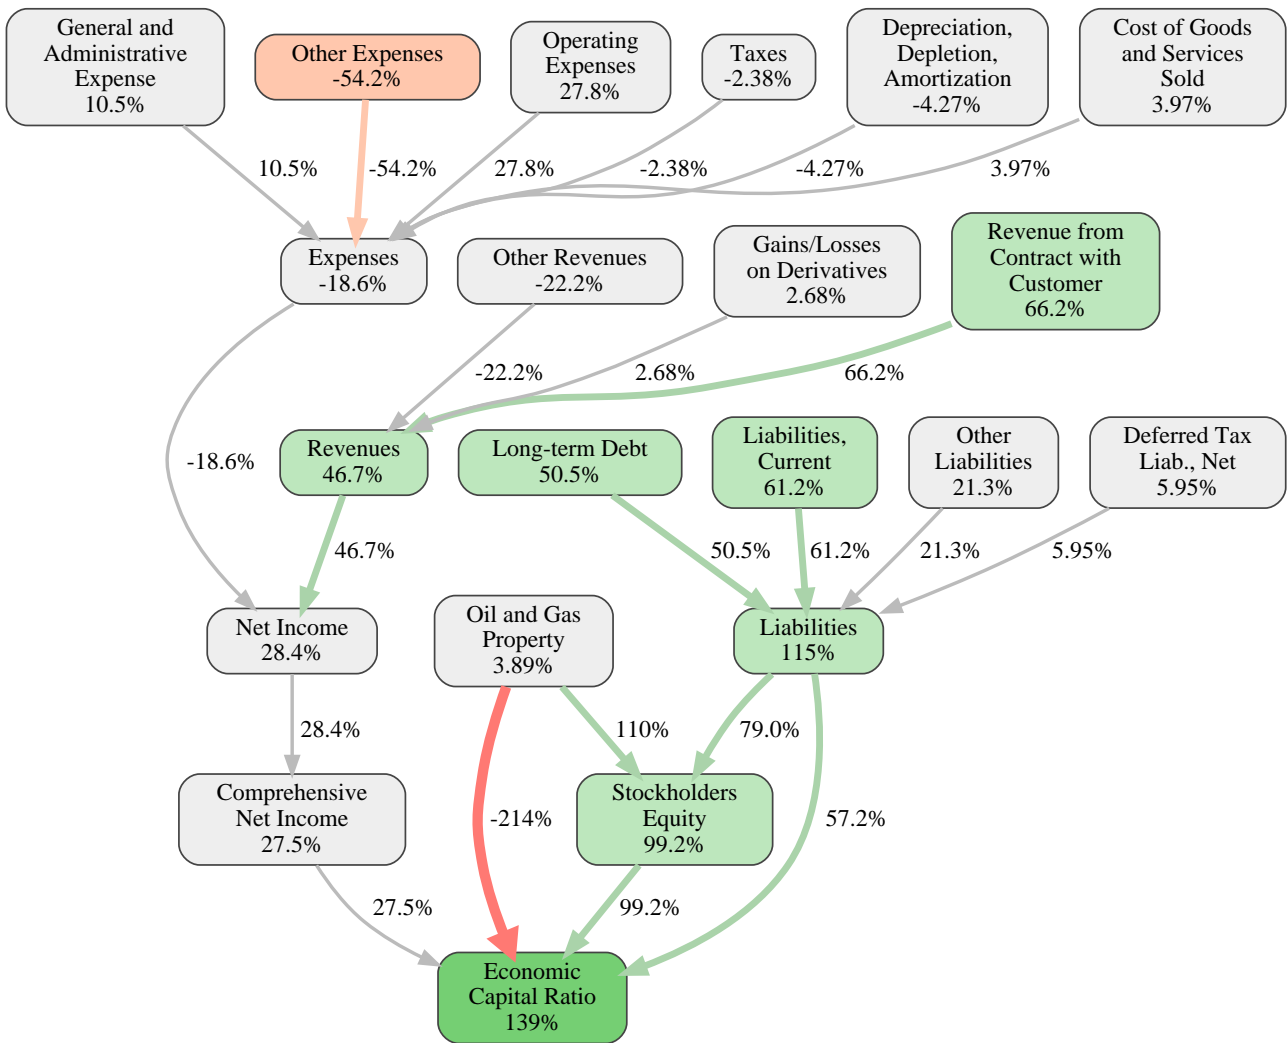 General and
Administrative
Expense
10.5%
Other Expenses
-54.2%
Operating
Expenses
27.8%
Taxes
-2.38%
Depreciation,
Depletion,
Amortization
-4.27%
Cost of Goods
and Services
Sold
3.97%
10.5%
-54.2%
27.8%
-2.38%
-4.27%
3.97%
Expenses
-18.6%
Other Revenues
-22.2%
Gains/Losses
on Derivatives
2.68%
Revenue from
Contract with
Customer
66.2%
-22.2%
2.68%
66.2%
-18.6%
Revenues
46.7%
Long-term Debt
50.5%
Liabilities,
Current
61.2%
Other
Liabilities
21.3%
Deferred Tax
Liab., Net
5.95%
46.7%
50.5%
61.2%
21.3%
5.95%
Net Income
28.4%
Oil and Gas
Property
3.89%
Liabilities
115%
28.4%
110%
79.0%
Comprehensive
Net Income
27.5%
-214%
Stockholders
Equity
99.2%
57.2%
27.5%
99.2%
Economic
Capital Ratio
139%